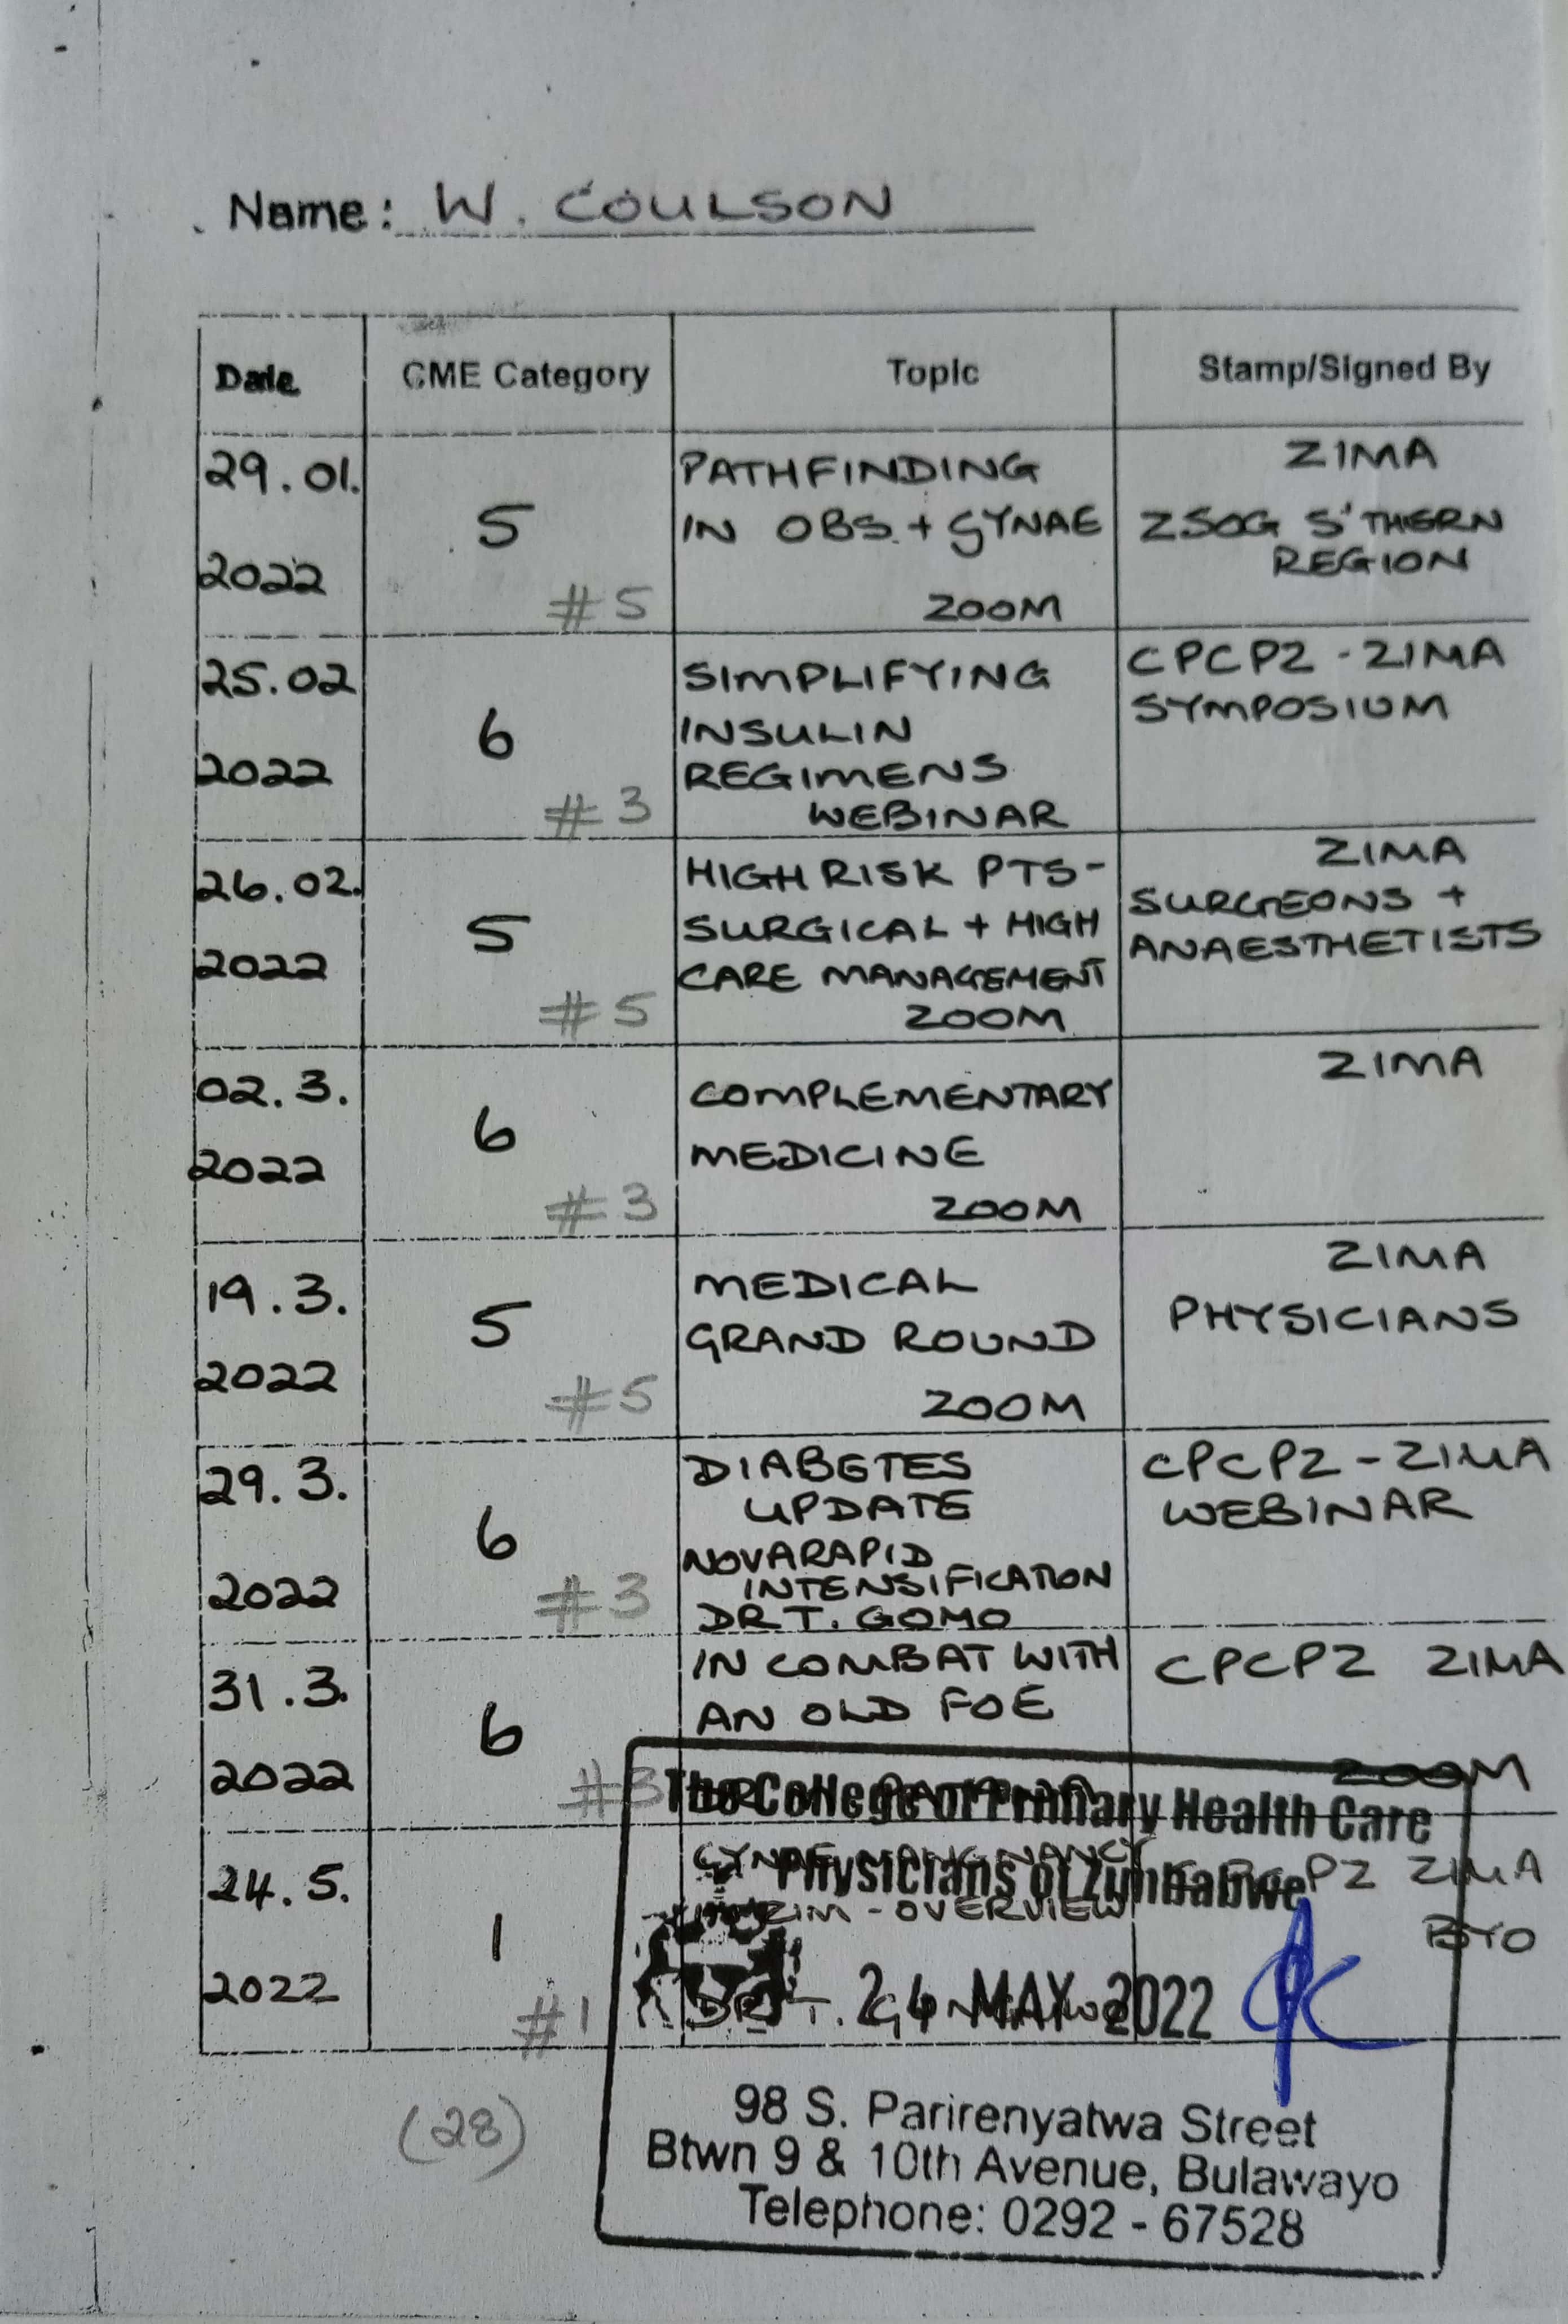 Name: W. COULSON
Date CME Category Topic Stamp/Signed By
29.01.
2022
5
#5
PATHFINDING
IN OBS. + GYNAE
ZOOM
ZIMA
ZSOG S'THERN
REGION
25.02
2022
6
#3
SIMPLIFYING
INSULIN
REGIMENS
WEBINAR
CPCPZ - ZIMA
SYMPOSIUM
26.02.
2022
5
#5
HIGH RISK PTS-
SURGICAL + HIGH
CARE MANAGEMENT
ZOOM
ZIMA
SURGEONS +
ANAESTHETISTS
02.3.
2022
6
#3
COMPLEMENTARY
MEDICINE
ZOOM
ZIMA
19.3.
2022
5
#5
MEDICAL
GRAND ROUND
ZOOM
ZIMA
PHYSICIANS
29.3.
2022
6
#3
DIABETES
UPDATE
NOVARAPID
INTENSIFICATION
DR T. GOMO
CPCPZ - ZIMA
WEBINAR
31.3.
2022
6
#3
IN COMBAT WITH
AN OLD FOE
CPCPZ ZIMA
ZOOM
24.5.
2022
1
#1
GYNAE MALIGNANCY
ZIM - OVERVIEW
DR T.
PZ ZIMA
BYO
(28)
The College of Primary Health Care
Physicians of Zimbabwe
24 MAY 2022
98 S. Parirenyatwa Street
Btwn 9 & 10th Avenue, Bulawayo
Telephone: 0292 - 67528